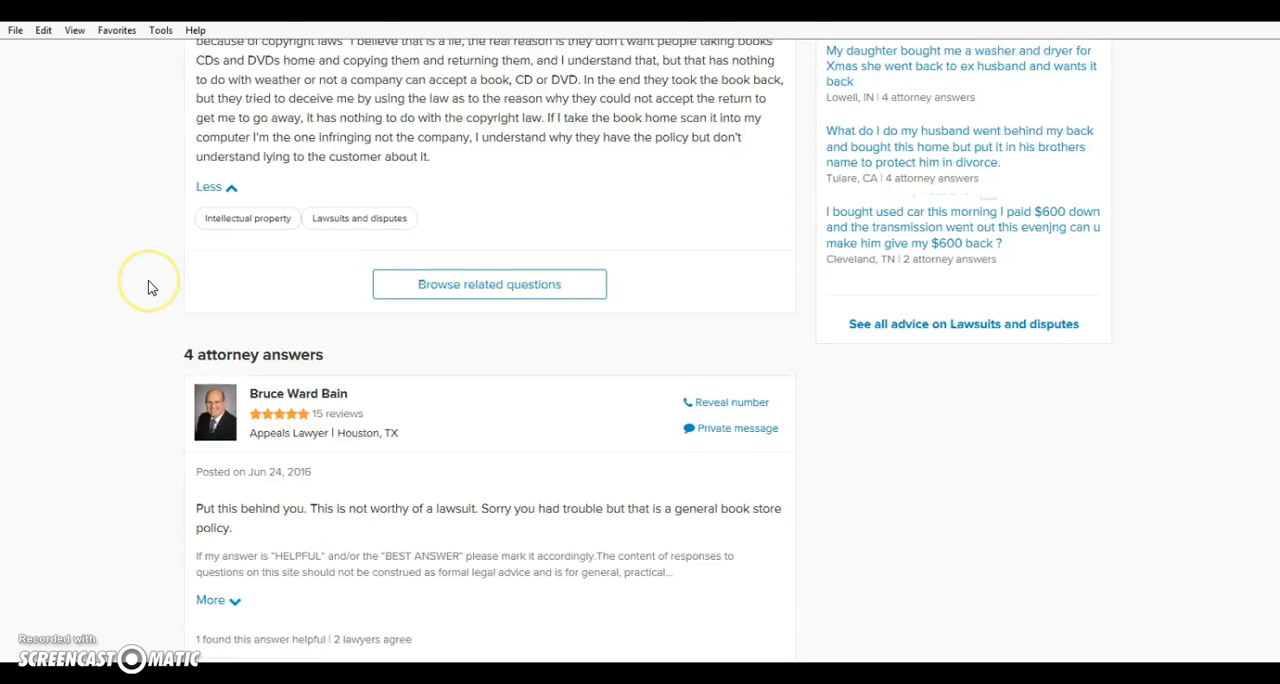 File Edit View Favorites Tools Help
because of copyright laws" I believe that is a lie, the real reason is they don't want people taking books
CDs and DVDs home and copying them and returning them, and I understand that, but that has nothing
to do with weather or not a company can accept a book, CD or DVD. In the end they took the book back,
but they tried to deceive me by using the law as to the reason why they could not accept the return to
get me to go away, it has nothing to do with the copyright law. If I take the book home scan it into my
computer I'm the one infringing not the company, I understand why they have the policy but don't
understand lying to the customer about it.
Less
Intellectual property Lawsuits and disputes
Browse related questions
4 attorney answers
Bruce Ward Bain
15 reviews
Appeals Lawyer | Houston, TX
Reveal number
Private message
Posted on Jun 24, 2016
Put this behind you. This is not worthy of a lawsuit. Sorry you had trouble but that is a general book store
policy.
If my answer is "HELPFUL" and/or the "BEST ANSWER" please mark it accordingly.The content of responses to
questions on this site should not be construed as formal legal advice and is for general, practical...
More
1 found this answer helpful | 2 lawyers agree
My daughter bought me a washer and dryer for
Xmas she went back to ex husband and wants it
back
Lowell, IN | 4 attorney answers
What do I do my husband went behind my back
and bought this home but put it in his brothers
name to protect him in divorce.
Tulare, CA | 4 attorney answers
I bought used car this morning I paid $600 down
and the transmission went out this evenjng can u
make him give my $600 back ?
Cleveland, TN | 2 attorney answers
See all advice on Lawsuits and disputes
Recorded with
SCREENCAST-O-MATIC